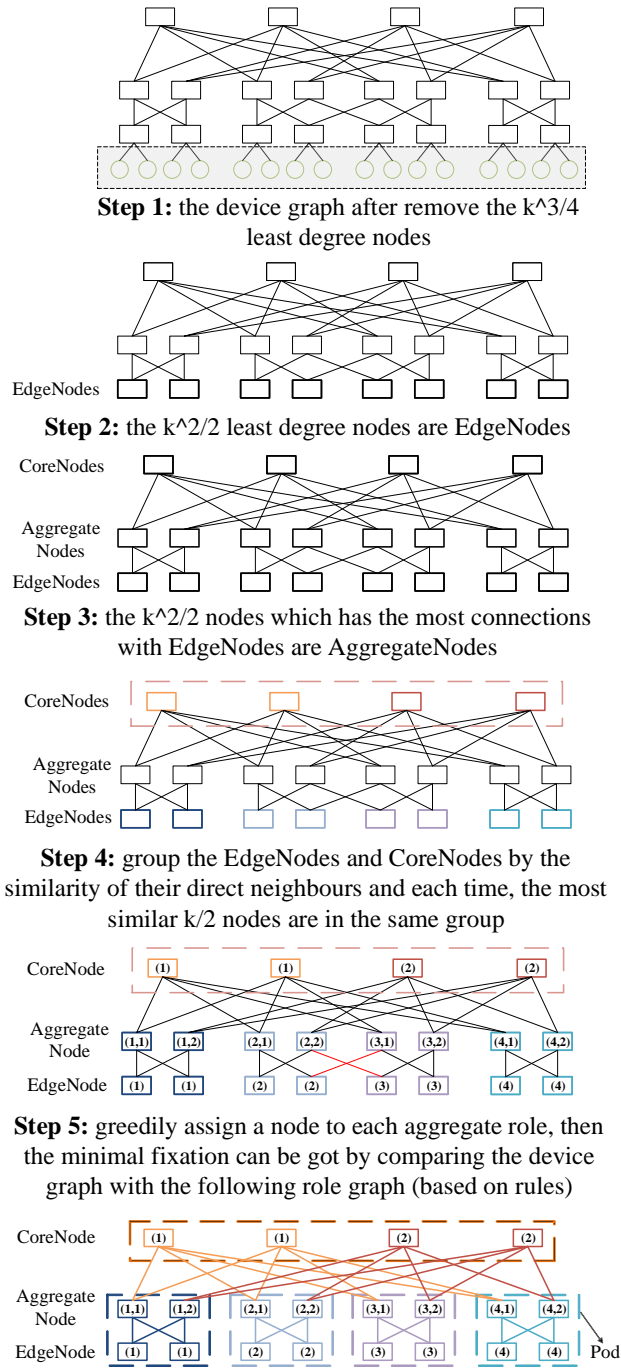 Step 1: the device graph after remove the k^3/4
least degree nodes
EdgeNodes
Step 2: the k^2/2 least degree nodes are EdgeNodes
CoreNodes
Aggregate
Nodes
EdgeNodes
Step 3: the k^2/2 nodes which has the most connections
with EdgeNodes are AggregateNodes
CoreNodes
Aggregate
Nodes
EdgeNodes
Step 4: group the EdgeNodes and CoreNodes by the
similarity of their direct neighbours and each time, the most
similar k/2 nodes are in the same group
CoreNode (1) (1) (2) (2)
Aggregate
Node
(1,1) (1,2) (2,1) (2,2) (3,1) (3,2) (4,1) (4,2)
EdgeNode (1) (1) (2) (2) (3) (3) (4) (4)
Step 5: greedily assign a node to each aggregate role, then
the minimal fixation can be got by comparing the device
graph with the following role graph (based on rules)
CoreNode (1) (1) (2) (2)
Aggregate
Node
(1,1) (1,2) (2,1) (2,2) (3,1) (3,2) (4,1) (4,2)
EdgeNode (1) (1) (2) (2) (3) (3) (4) (4) Pod